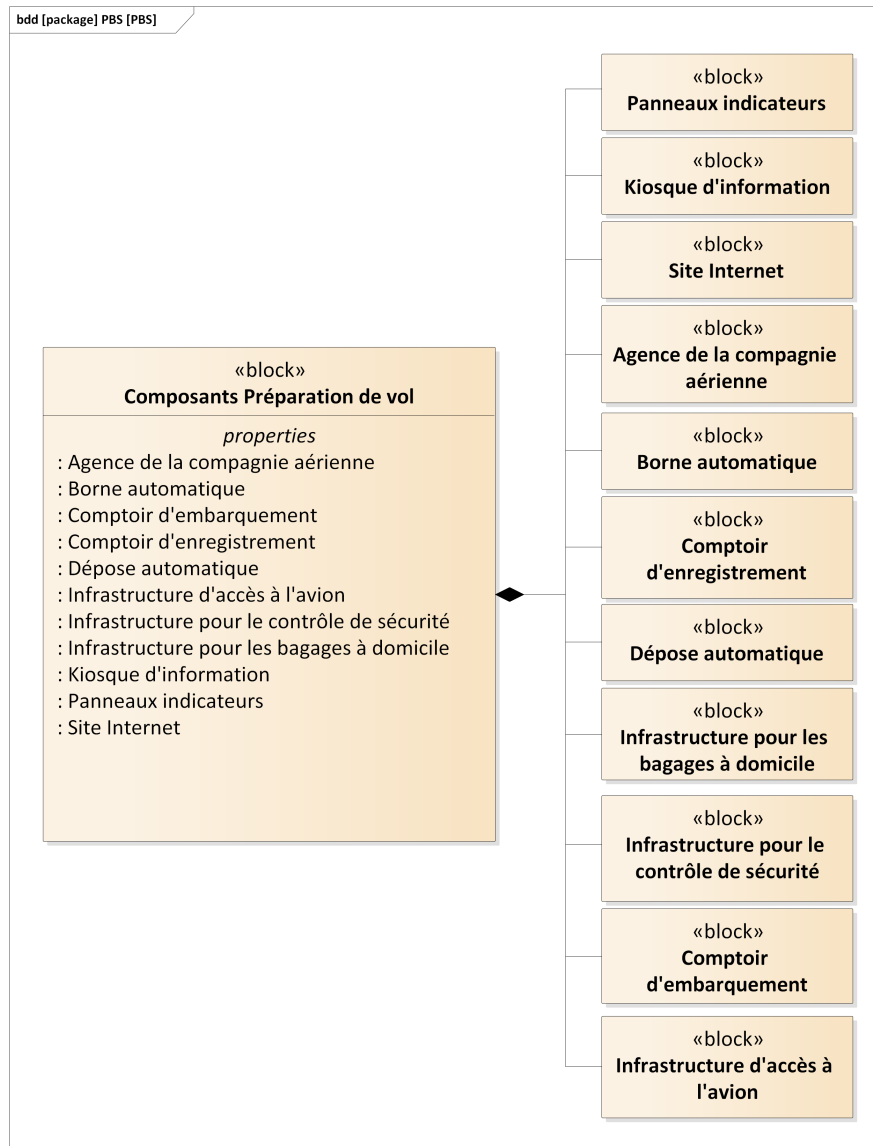 bdd [package] PBS [PBS]
«block»
Composants Préparation de vol
properties
: Agence de la compagnie aérienne
: Borne automatique
: Comptoir d'embarquement
: Comptoir d'enregistrement
: Dépose automatique
: Infrastructure d'accès à l'avion
: Infrastructure pour le contrôle de sécurité
: Infrastructure pour les bagages à domicile
: Kiosque d'information
: Panneaux indicateurs
: Site Internet
«block»
Panneaux indicateurs
«block»
Kiosque d'information
«block»
Site Internet
«block»
Agence de la compagnie
aérienne
«block»
Borne automatique
«block»
Comptoir
d'enregistrement
«block»
Dépose automatique
«block»
Infrastructure pour les
bagages à domicile
«block»
Infrastructure pour le
contrôle de sécurité
«block»
Comptoir
d'embarquement
«block»
Infrastructure d'accès à
l'avion